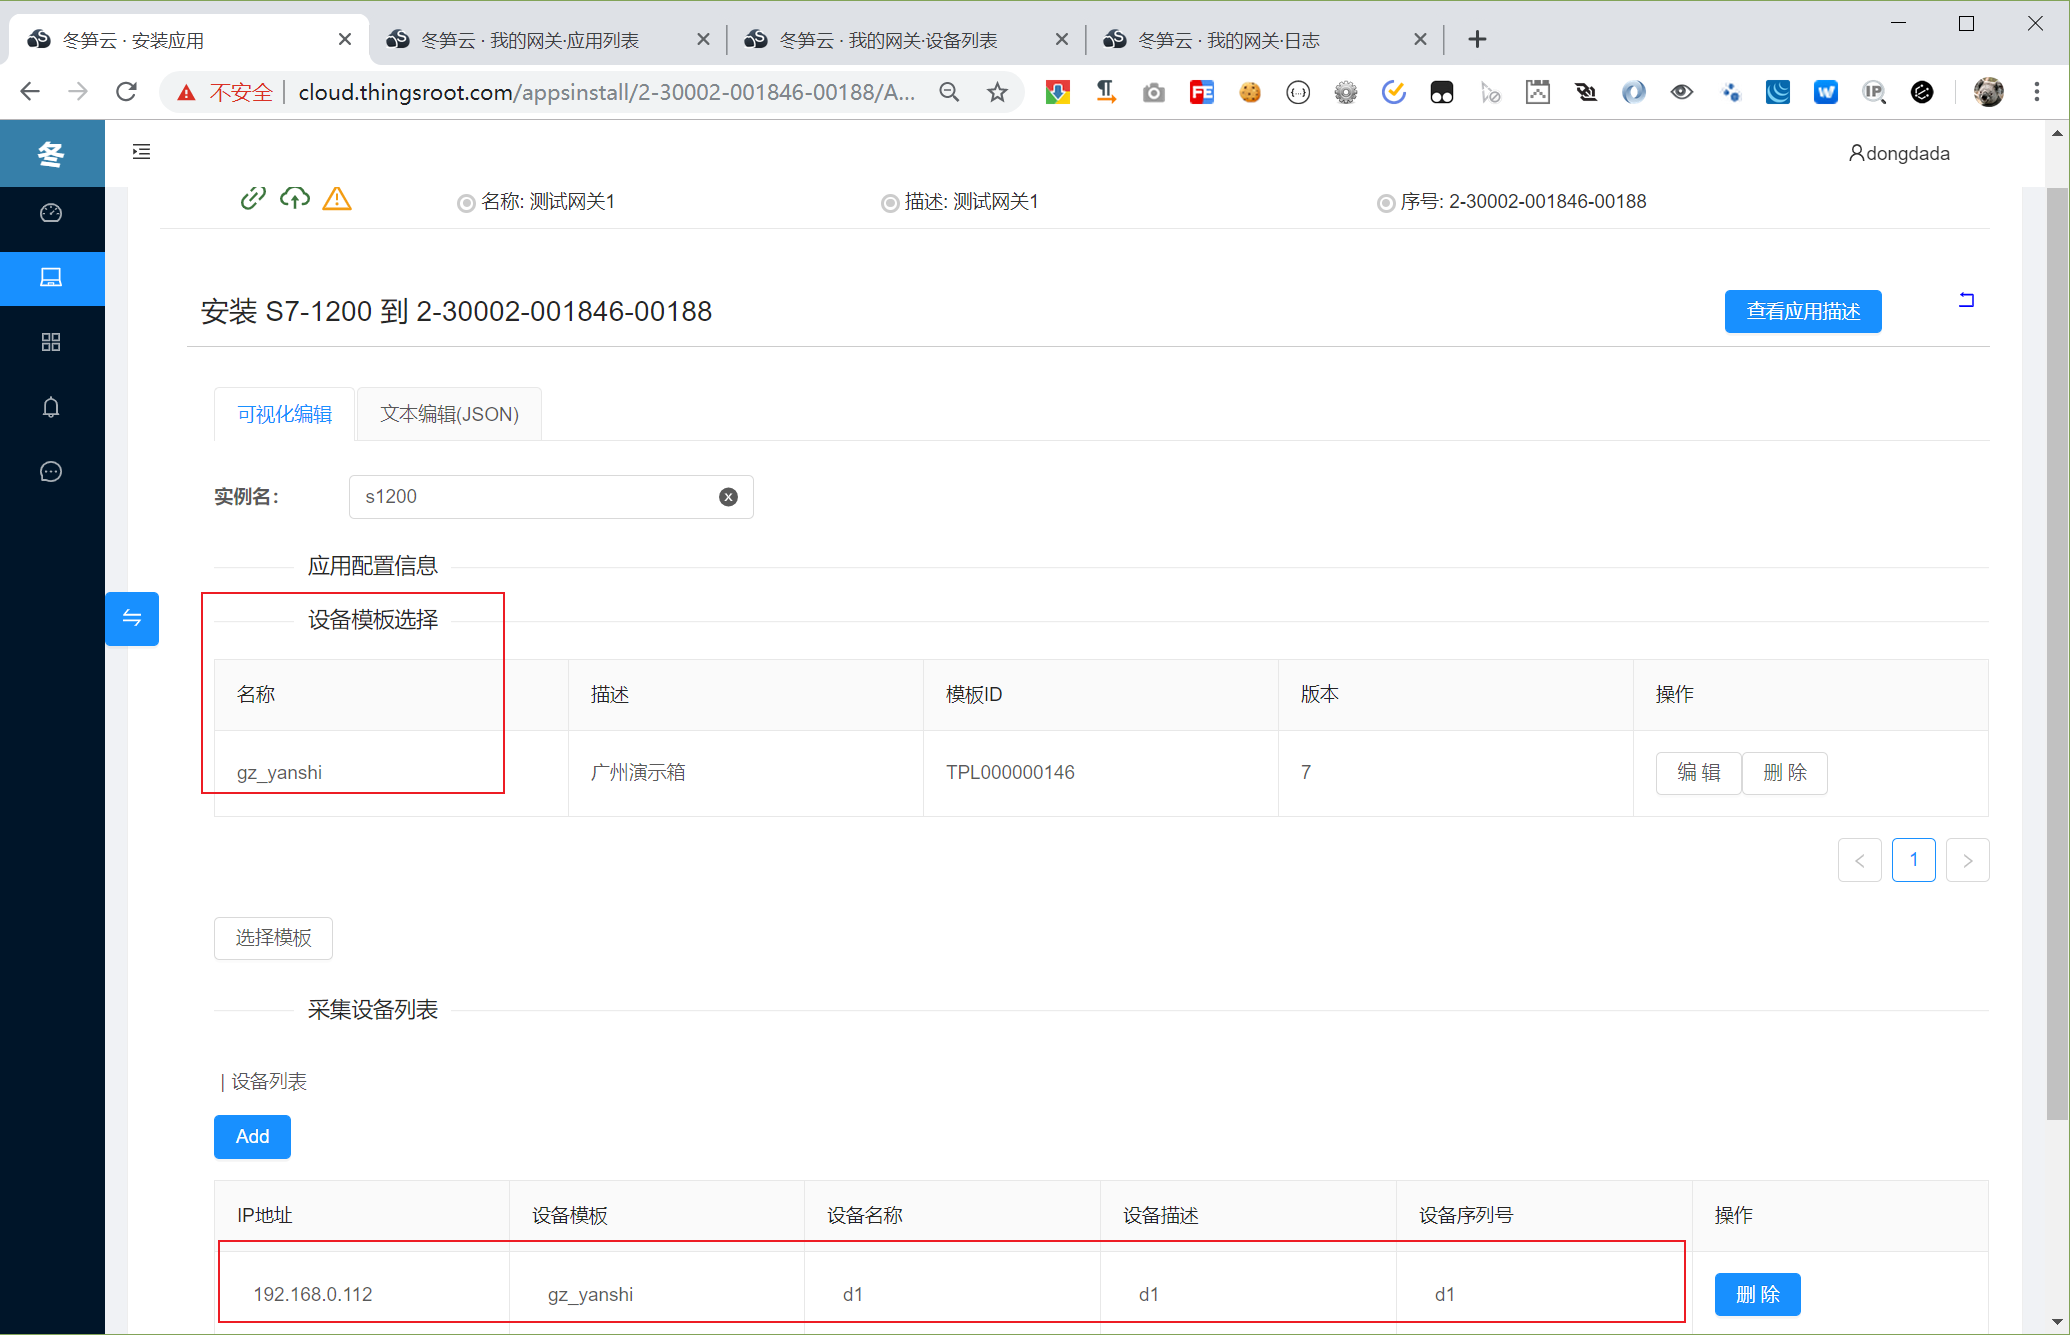 冬笋云 · 安装应用
冬笋云 · 我的网关·应用列表
冬笋云 · 我的网关·设备列表
冬笋云 · 我的网关·日志
不安全 cloud.thingsroot.com/appsinstall/2-30002-001846-00188/A...
冬
dongdada
名称: 测试网关1
描述: 测试网关1
序号: 2-30002-001846-00188
安装 S7-1200 到 2-30002-001846-00188
查看应用描述
可视化编辑
文本编辑(JSON)
实例名：
s1200
应用配置信息
设备模板选择
名称 描述 模板ID 版本 操作
gz_yanshi 广州演示箱 TPL000000146 7 编 辑 删 除
< 1 >
选择模板
采集设备列表
| 设备列表
Add
IP地址 设备模板 设备名称 设备描述 设备序列号 操作
192.168.0.112 gz_yanshi d1 d1 d1 删 除